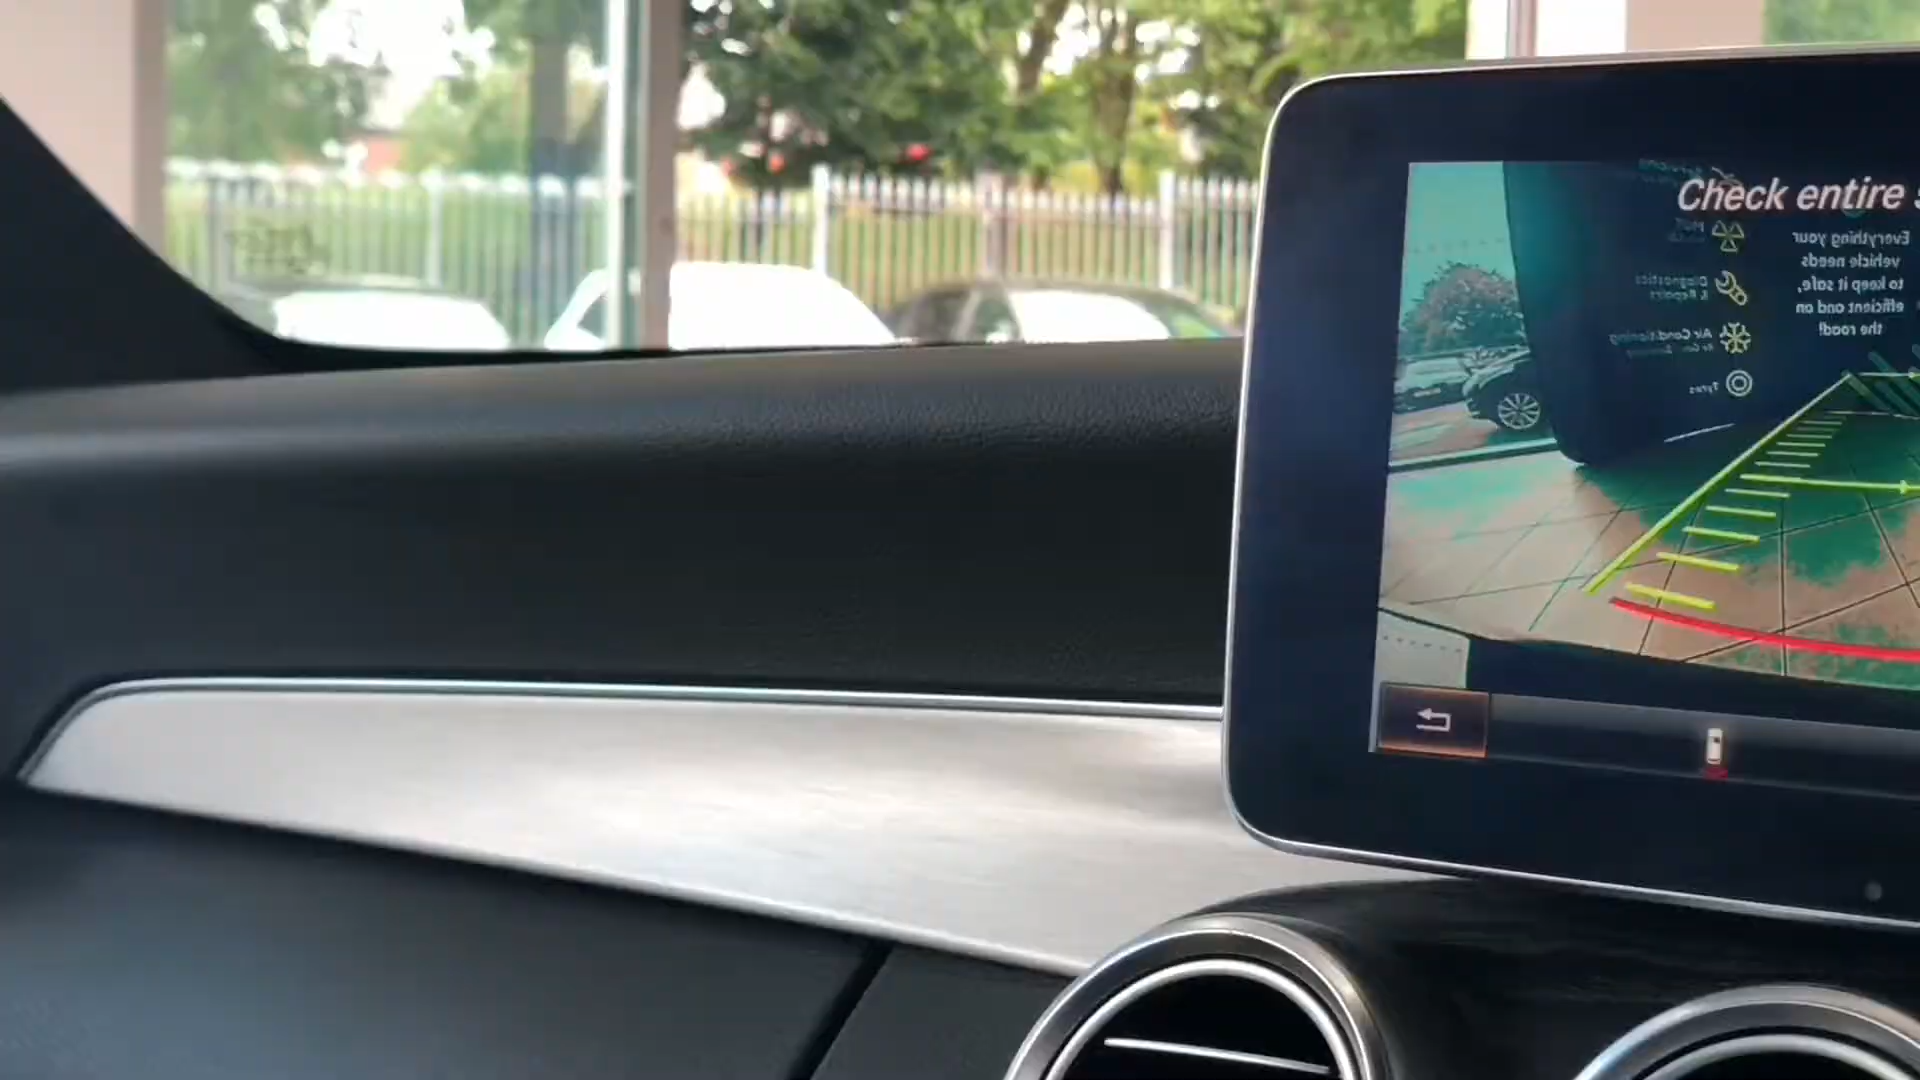 Check entire
MOTs
Everything your
vehicle needs
to keep it safe,
efficient and on
the road!
Diagnostics
& Repairs
Air Conditioning
Tyres